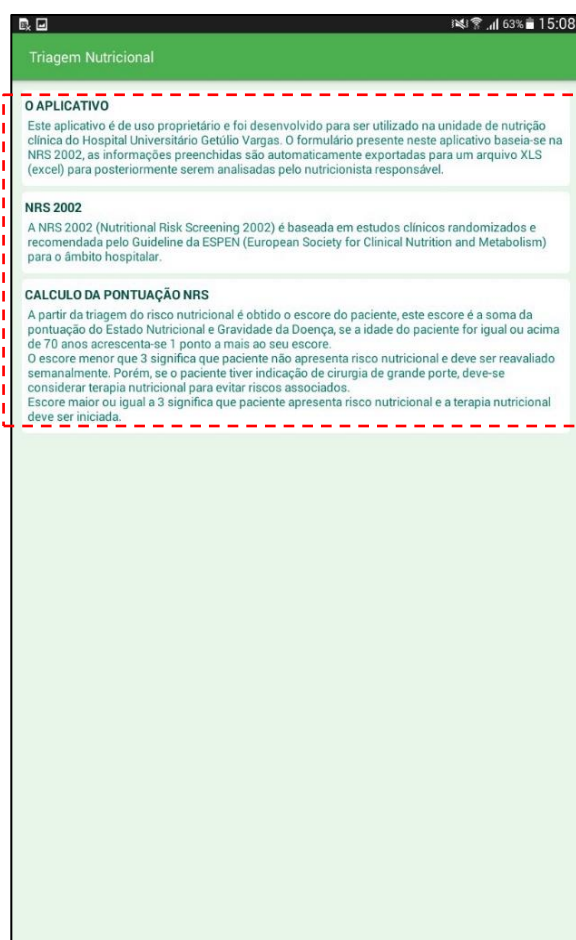 63% 15:08
Triagem Nutricional
O APLICATIVO
Este aplicativo é de uso proprietário e foi desenvolvido para ser utilizado na unidade de nutrição
clínica do Hospital Universitário Getúlio Vargas. O formulário presente neste aplicativo baseia-se na
NRS 2002, as informações preenchidas são automaticamente exportadas para um arquivo XLS
(excel) para posteriormente serem analisadas pelo nutricionista responsável.
NRS 2002
A NRS 2002 (Nutritional Risk Screening 2002) é baseada em estudos clínicos randomizados e
recomendada pelo Guideline da ESPEN (European Society for Clinical Nutrition and Metabolism)
para o âmbito hospitalar.
CALCULO DA PONTUAÇÃO NRS
A partir da triagem do risco nutricional é obtido o escore do paciente, este escore é a soma da
pontuação do Estado Nutricional e Gravidade da Doença, se a idade do paciente for igual ou acima
de 70 anos acrescenta-se 1 ponto a mais ao seu escore.
O escore menor que 3 significa que paciente não apresenta risco nutricional e deve ser reavaliado
semanalmente. Porém, se o paciente tiver indicação de cirurgia de grande porte, deve-se
considerar terapia nutricional para evitar riscos associados.
Escore maior ou igual a 3 significa que paciente apresenta risco nutricional e a terapia nutricional
deve ser iniciada.